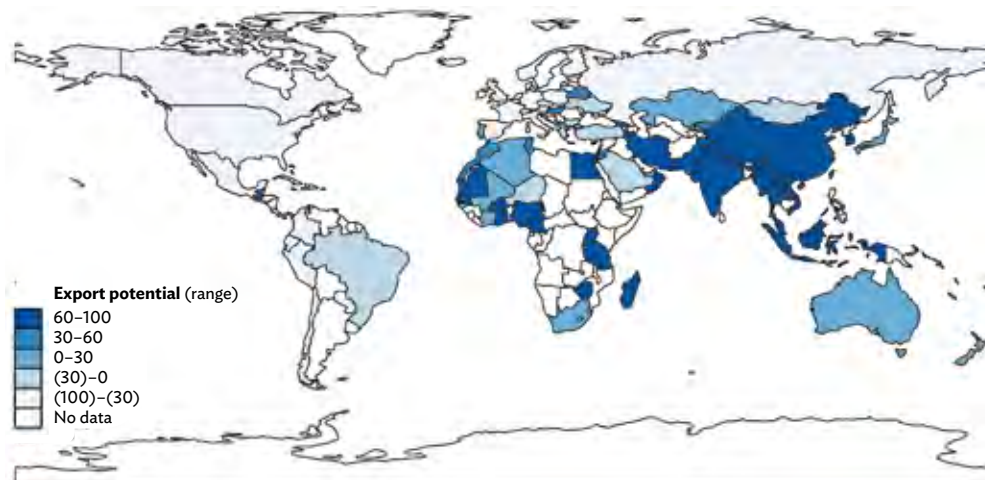 Export potential (range)
60–100
30–60
0–30
(30)–0
(100)–(30)
No data